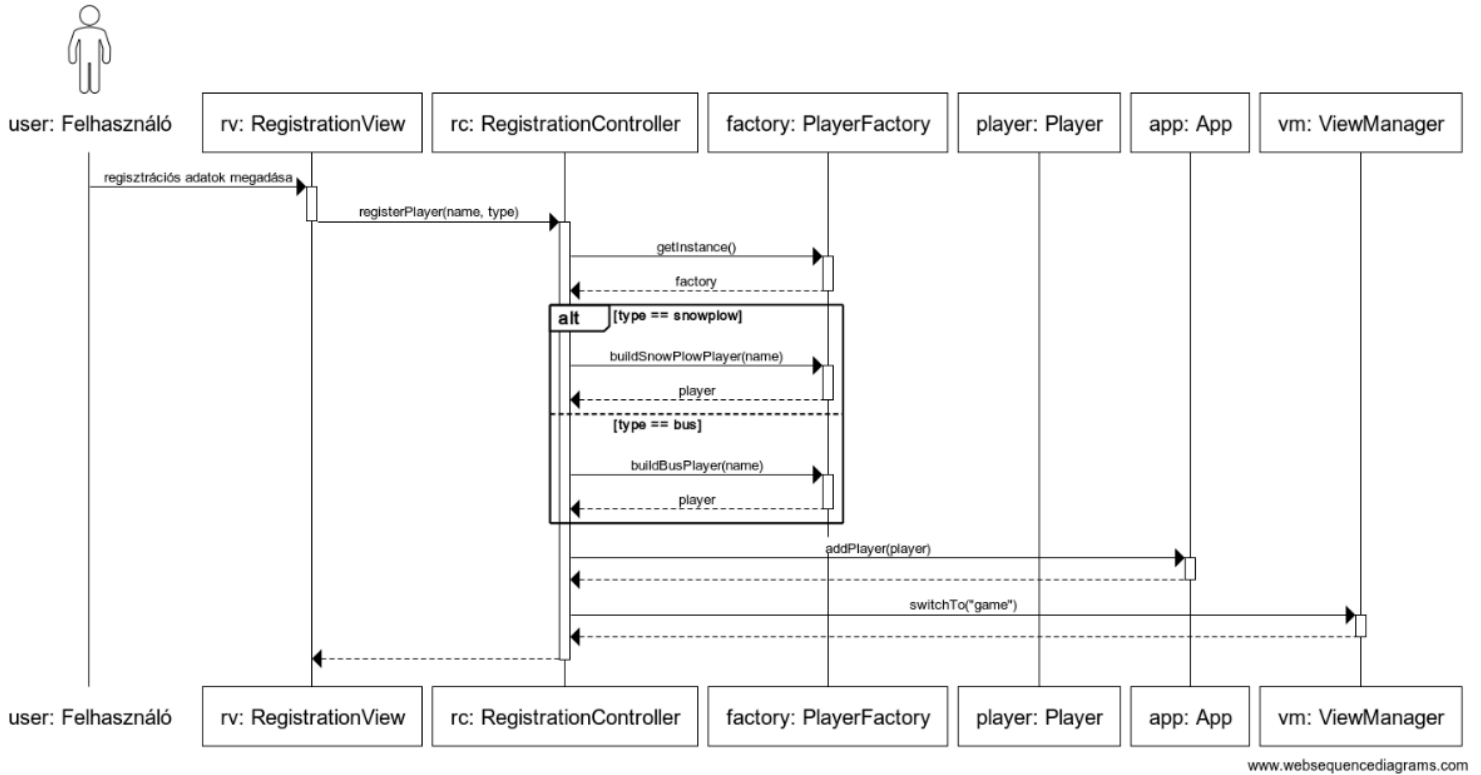 user: Felhasználó
rv: RegistrationView
rc: RegistrationController
factory: PlayerFactory
player: Player
app: App
vm: ViewManager
regisztrációs adatok megadása
registerPlayer(name, type)
getInstance()
factory
alt
[type == snowplow]
buildSnowPlowPlayer(name)
player
[type == bus]
buildBusPlayer(name)
player
addPlayer(player)
switchTo("game")
user: Felhasználó
rv: RegistrationView
rc: RegistrationController
factory: PlayerFactory
player: Player
app: App
vm: ViewManager
www.websequencediagrams.com